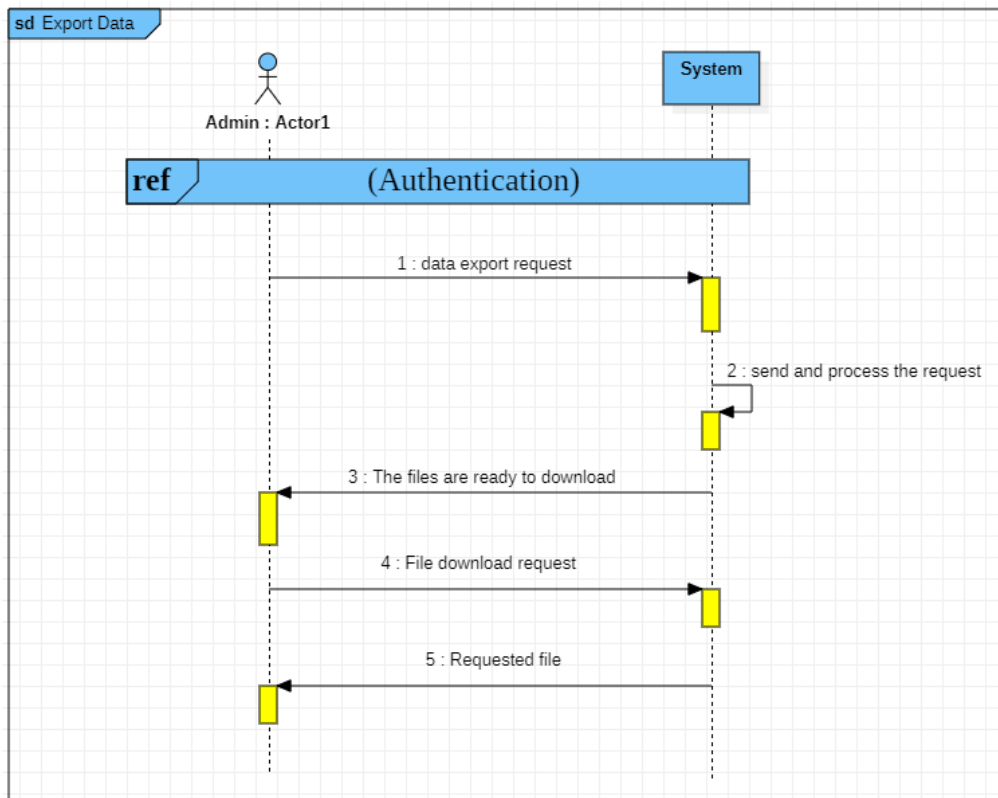 sd Export Data
System
Admin : Actor1
ref (Authentication)
1 : data export request
2 : send and process the request
3 : The files are ready to download
4 : File download request
5 : Requested file